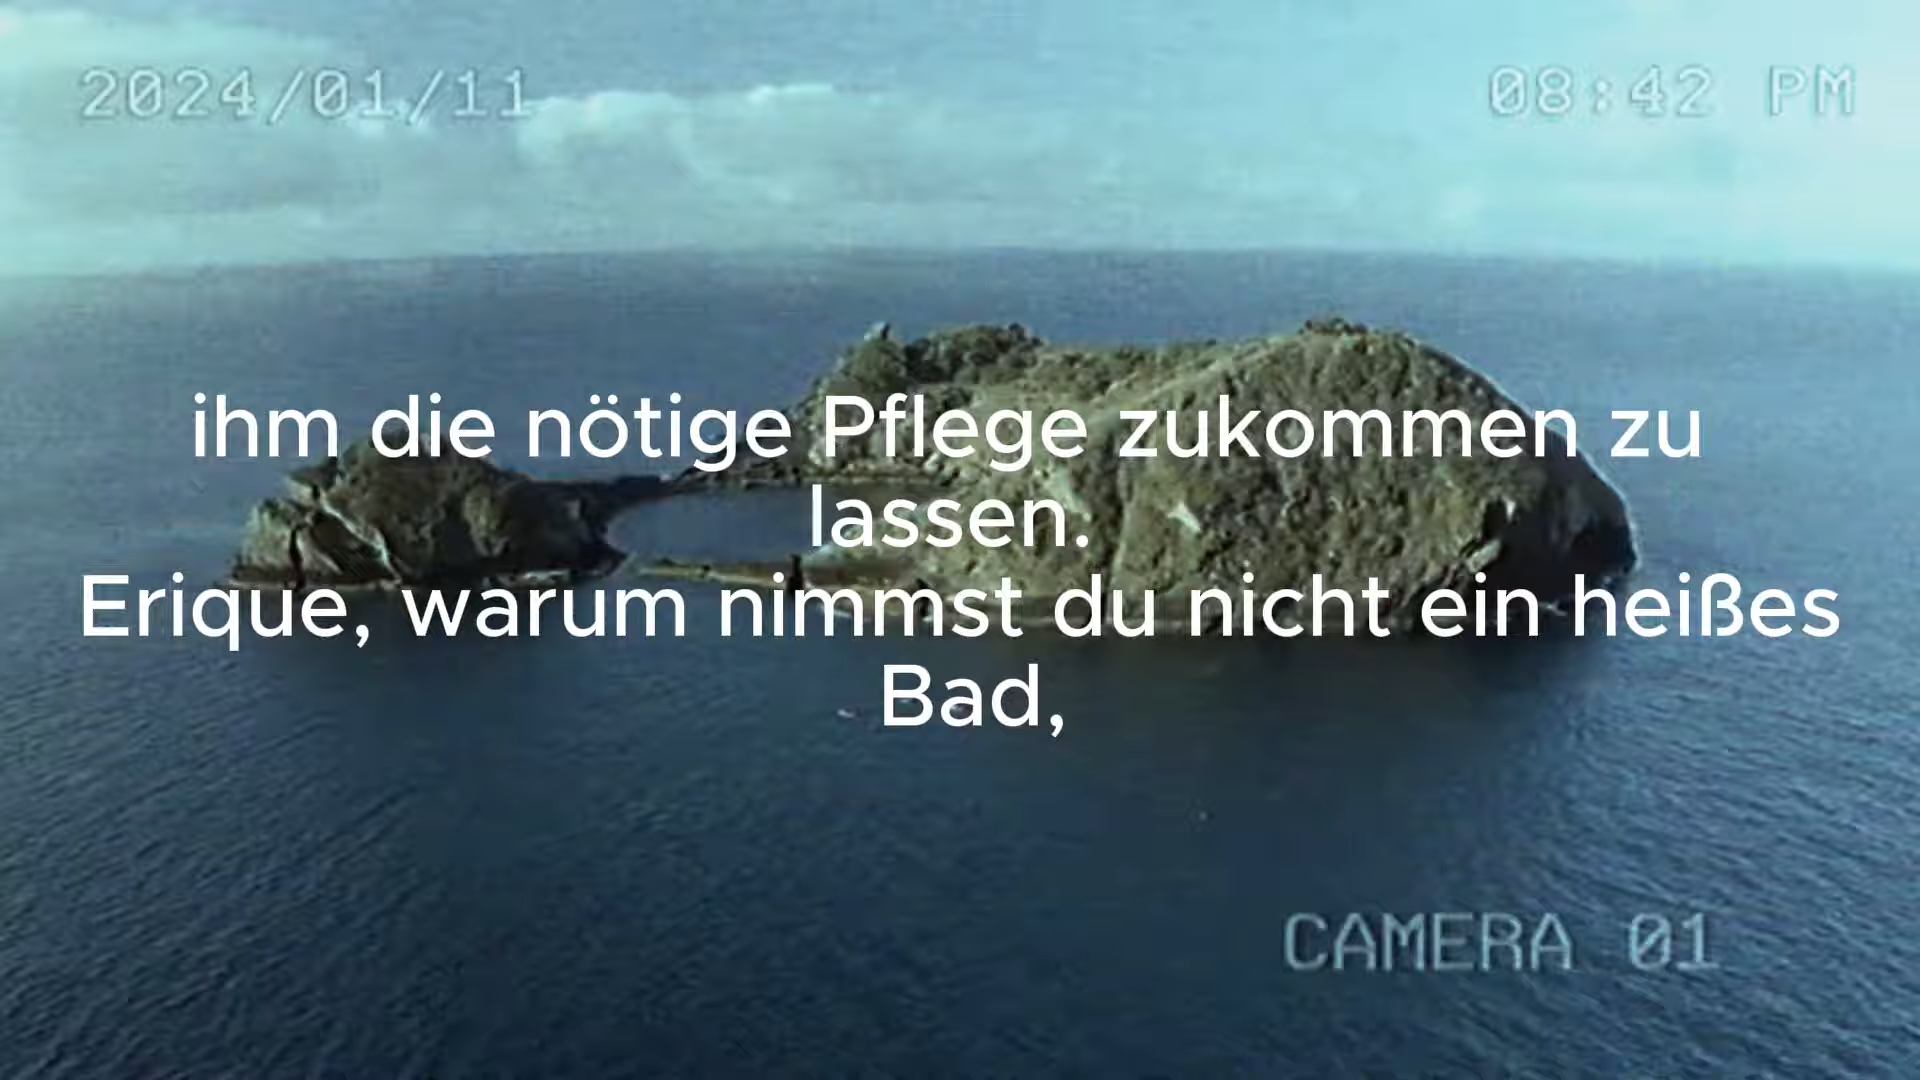 2024/01/11
08:42 PM
ihm die nötige Pflege zukommen zu
lassen.
Erique, warum nimmst du nicht ein heißes
Bad,
CAMERA 01